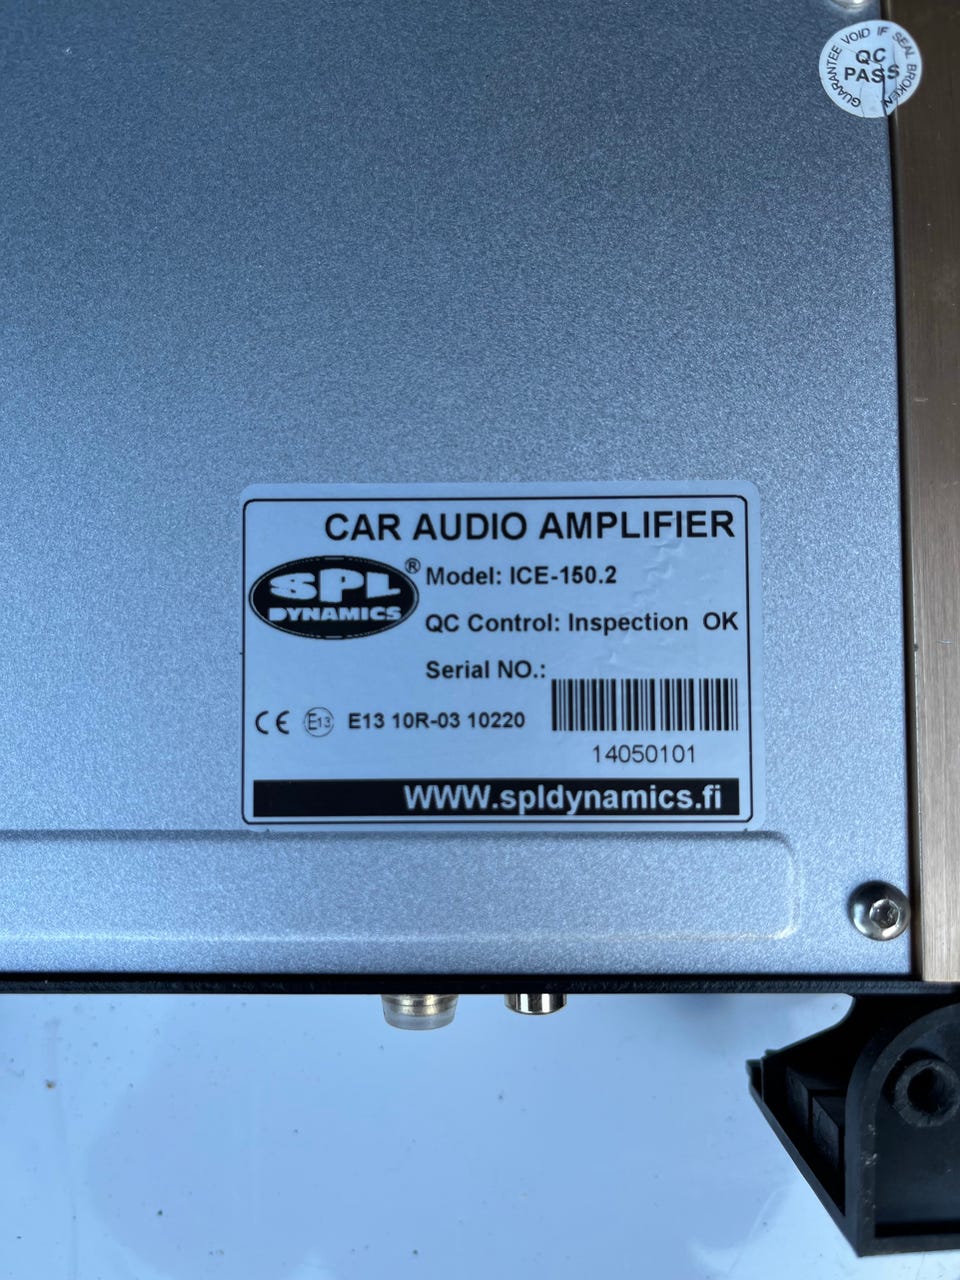 GUARANTEE VOID IF SEAL BROKEN
QC
PASS
CAR AUDIO AMPLIFIER
SPL
DYNAMICS
®
Model: ICE-150.2
QC Control: Inspection OK
Serial NO.:
CE E13 E13 10R-03 10220
14050101
WWW.spldynamics.fi